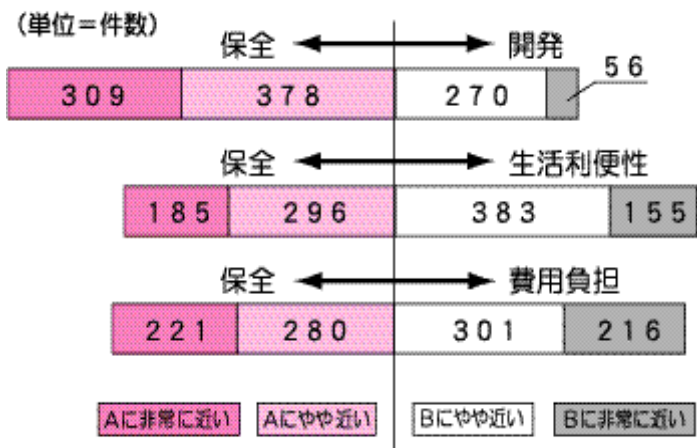 (単位=件数)
保全 開発
56
309 378 270
保全 生活利便性
185 296 383 155
保全 費用負担
221 280 301 216
Aに非常に近い Aにやや近い Bにやや近い Bに非常に近い